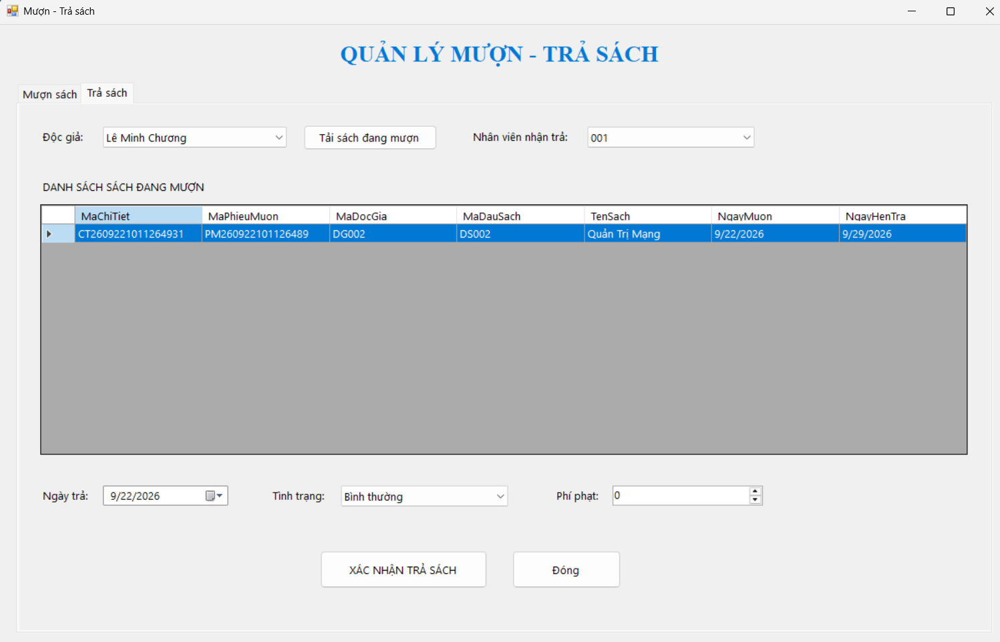 Mượn - Trả sách
QUẢN LÝ MƯỢN - TRẢ SÁCH
Mượn sách Trả sách
Độc giả: Lê Minh Chương Tải sách đang mượn Nhân viên nhận trả: 001
DANH SÁCH SÁCH ĐANG MƯỢN
MaChiTiet MaPhieuMuon MaDocGia MaDauSach TenSach NgayMuon NgayHenTra
CT2609221011264931 PM260922101126489 DG002 DS002 Quản Trị Mạng 9/22/2026 9/29/2026
Ngày trả: 9/22/2026 Tình trạng: Bình thường Phí phạt: 0
XÁC NHẬN TRẢ SÁCH Đóng